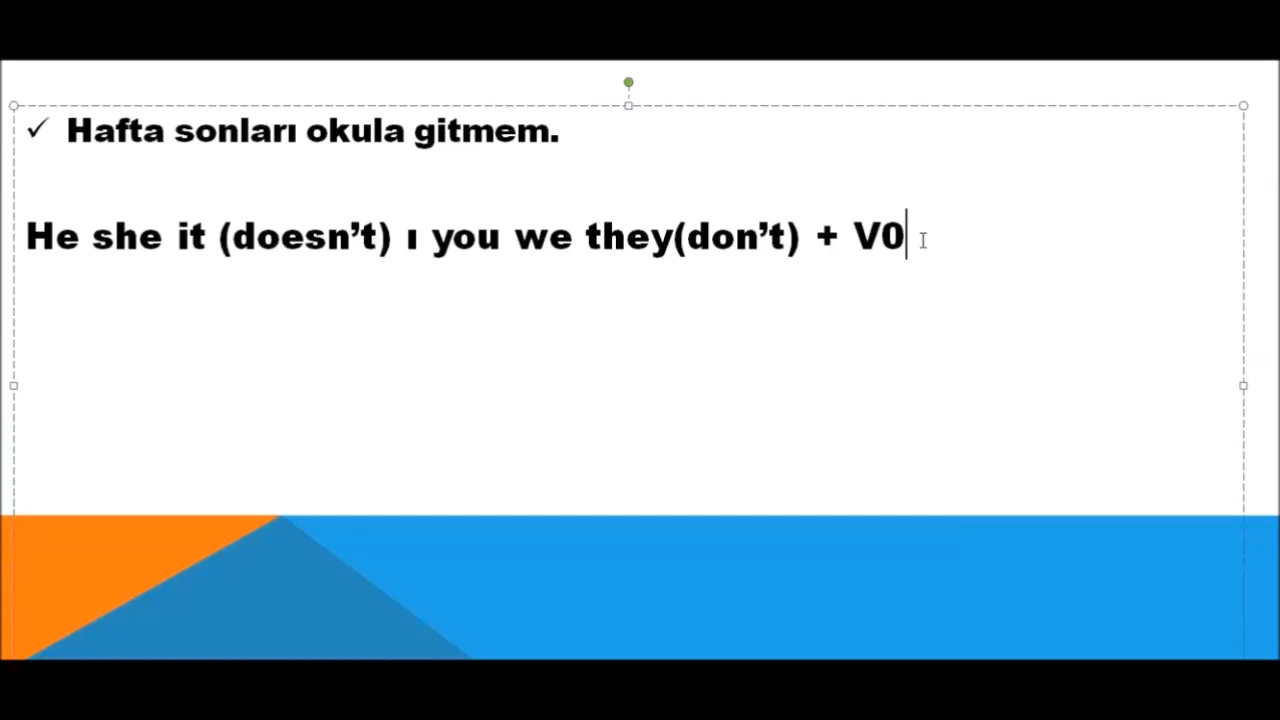 ✓ Hafta sonları okula gitmem.
He she it (doesn’t) ı you we they(don’t) + V0